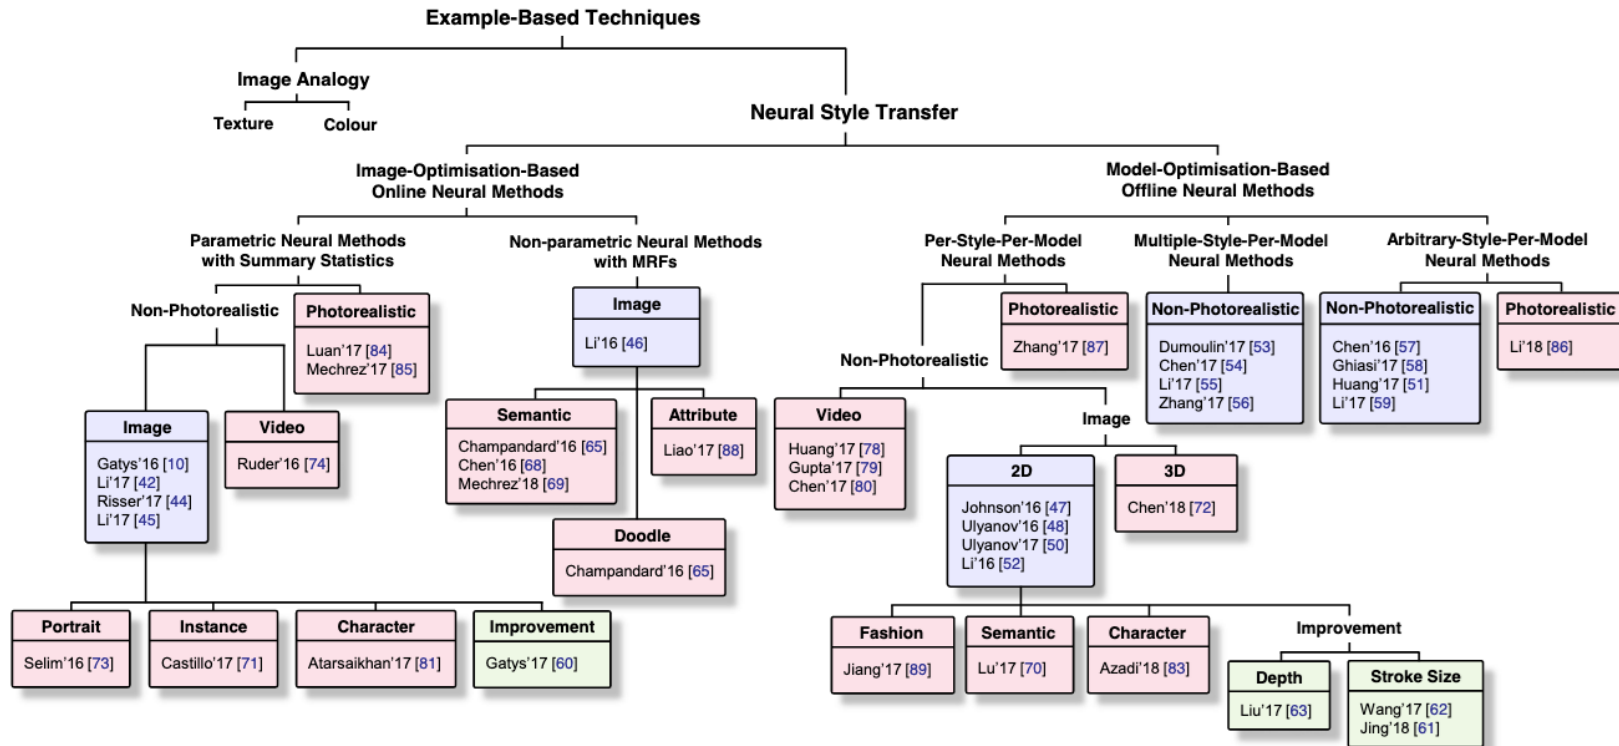 Example-Based Techniques
Image Analogy
Texture
Colour
Neural Style Transfer
Image-Optimisation-Based
Online Neural Methods
Parametric Neural Methods
with Summary Statistics
Non-Photorealistic
Image
Gatys'16 [10]
Li'17 [42]
Risser'17 [44]
Li'17 [45]
Portrait
Selim'16 [73]
Instance
Castillo'17 [71]
Character
Atarsaikhan'17 [81]
Improvement
Gatys'17 [60]
Video
Ruder'16 [74]
Photorealistic
Luan'17 [84]
Mechrez'17 [85]
Non-parametric Neural Methods
with MRFs
Image
Li'16 [46]
Semantic
Champandard'16 [65]
Chen'16 [68]
Mechrez'18 [69]
Doodle
Champandard'16 [65]
Attribute
Liao'17 [88]
Model-Optimisation-Based
Offline Neural Methods
Per-Style-Per-Model
Neural Methods
Non-Photorealistic
Video
Huang'17 [78]
Gupta'17 [79]
Chen'17 [80]
Image
2D
Johnson'16 [47]
Ulyanov'16 [48]
Ulyanov'17 [50]
Li'16 [52]
Fashion
Jiang'17 [89]
Semantic
Lu'17 [70]
Character
Azadi'18 [83]
Improvement
Depth
Liu'17 [63]
Stroke Size
Wang'17 [62]
Jing'18 [61]
3D
Chen'18 [72]
Photorealistic
Zhang'17 [87]
Multiple-Style-Per-Model
Neural Methods
Non-Photorealistic
Dumoulin'17 [53]
Chen'17 [54]
Li'17 [55]
Zhang'17 [56]
Arbitrary-Style-Per-Model
Neural Methods
Non-Photorealistic
Chen'16 [57]
Ghiasi'17 [58]
Huang'17 [51]
Li'17 [59]
Photorealistic
Li'18 [86]